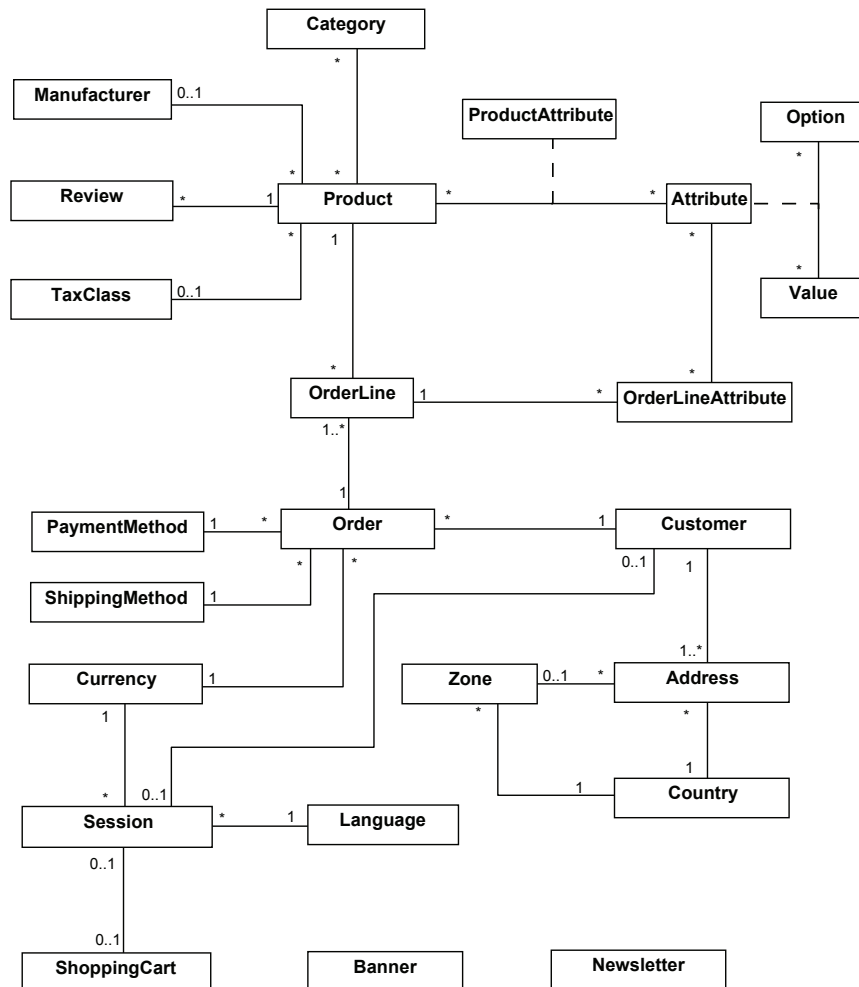 Category
*
Manufacturer
0..1
ProductAttribute
Option
*
*
*
Review
*
1
Product
*
*
Attribute
*
1
*
*
TaxClass
0..1
Value
*
*
OrderLine
1
*
OrderLineAttribute
1..*
1
PaymentMethod
1
*
Order
*
1
Customer
*
*
0..1
1
ShippingMethod
1
1..*
Currency
1
Zone
0..1
*
Address
1
*
*
1
*
0..1
1
Country
Session
*
1
Language
0..1
0..1
ShoppingCart
Banner
Newsletter